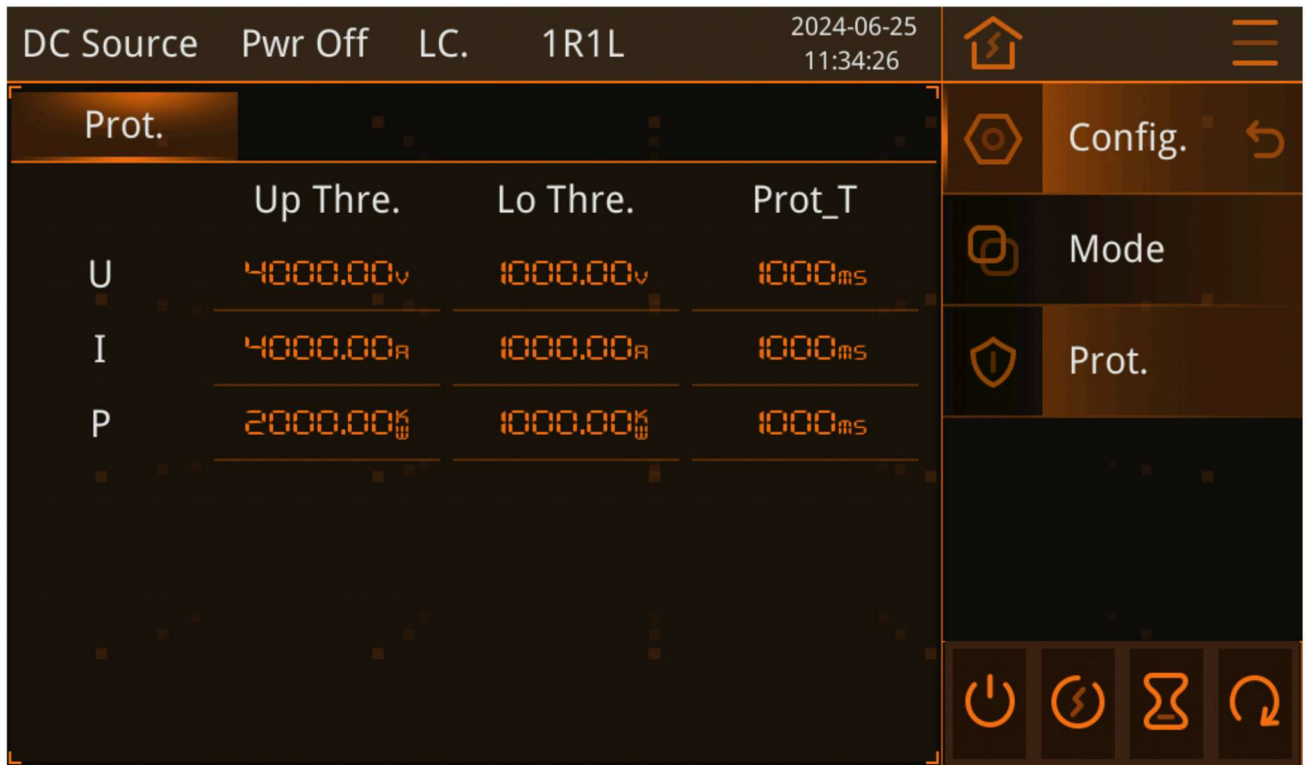 DC Source Pwr Off LC. 1R1L 2024-06-25
11:34:26
Prot.
Up Thre. Lo Thre. Prot_T
U 4000.00V 1000.00V 1000ms
I 4000.00A 1000.00A 1000ms
P 2000.00KW 1000.00KW 1000ms
Config.
Mode
Prot.